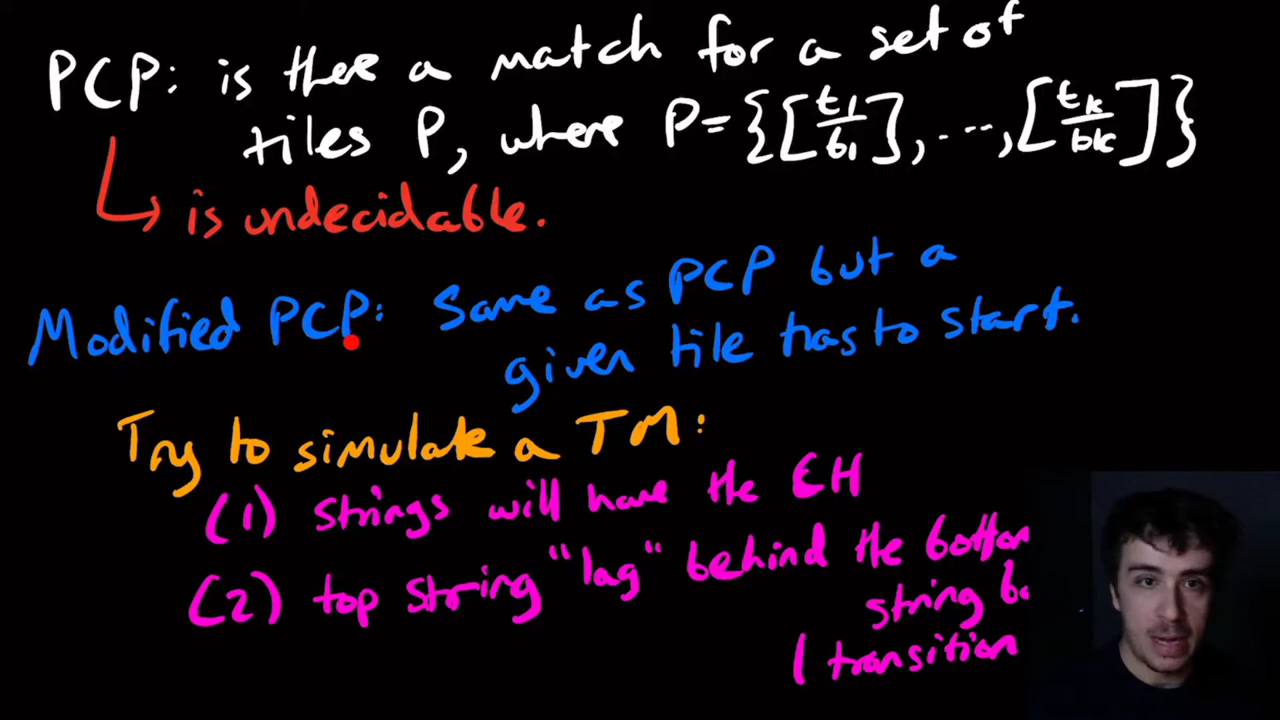 PCP: is there a match for a set of
tiles P, where P = {[t1/b1], ..., [tk/bk]}
↳ is undecidable.
Modified PCP: Same as PCP but a
given tile has to start.
Try to simulate a TM:
(1) strings will have the CH
(2) top string "lag" behind the bottom
string
1 transition